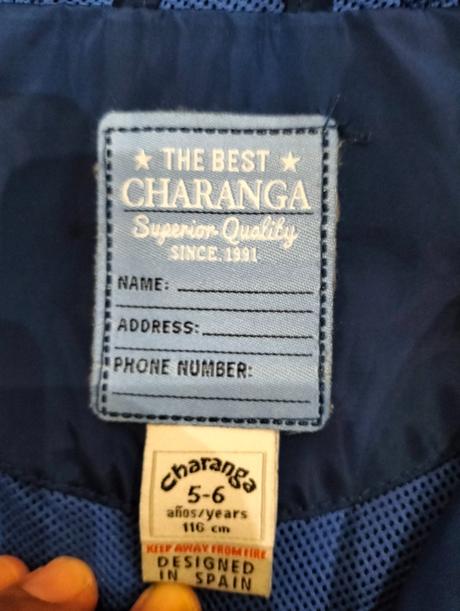 ★ THE BEST ★
CHARANGA
Superior Quality
SINCE. 1991
NAME:
ADDRESS:
PHONE NUMBER:
Charanga
5-6
años/years
116 cm
KEEP AWAY FROM FIRE
DESIGNED
IN SPAIN